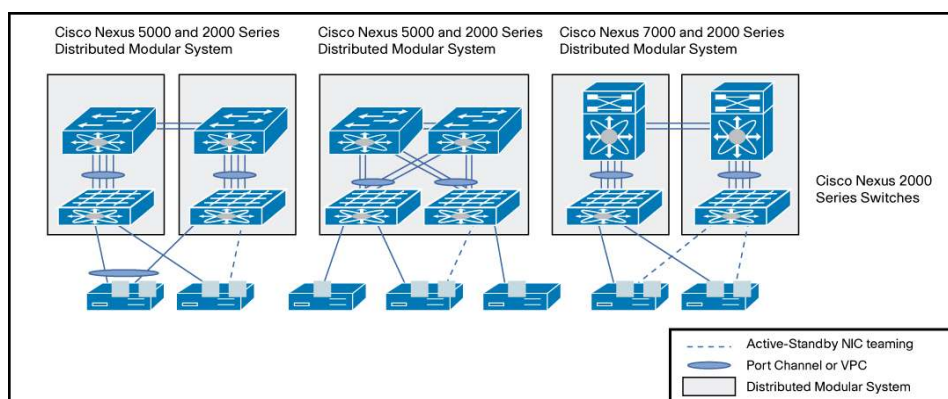 Cisco Nexus 5000 and 2000 Series
Distributed Modular System
Cisco Nexus 5000 and 2000 Series
Distributed Modular System
Cisco Nexus 7000 and 2000 Series
Distributed Modular System
Cisco Nexus 2000
Series Switches
Active-Standby NIC teaming
Port Channel or VPC
Distributed Modular System